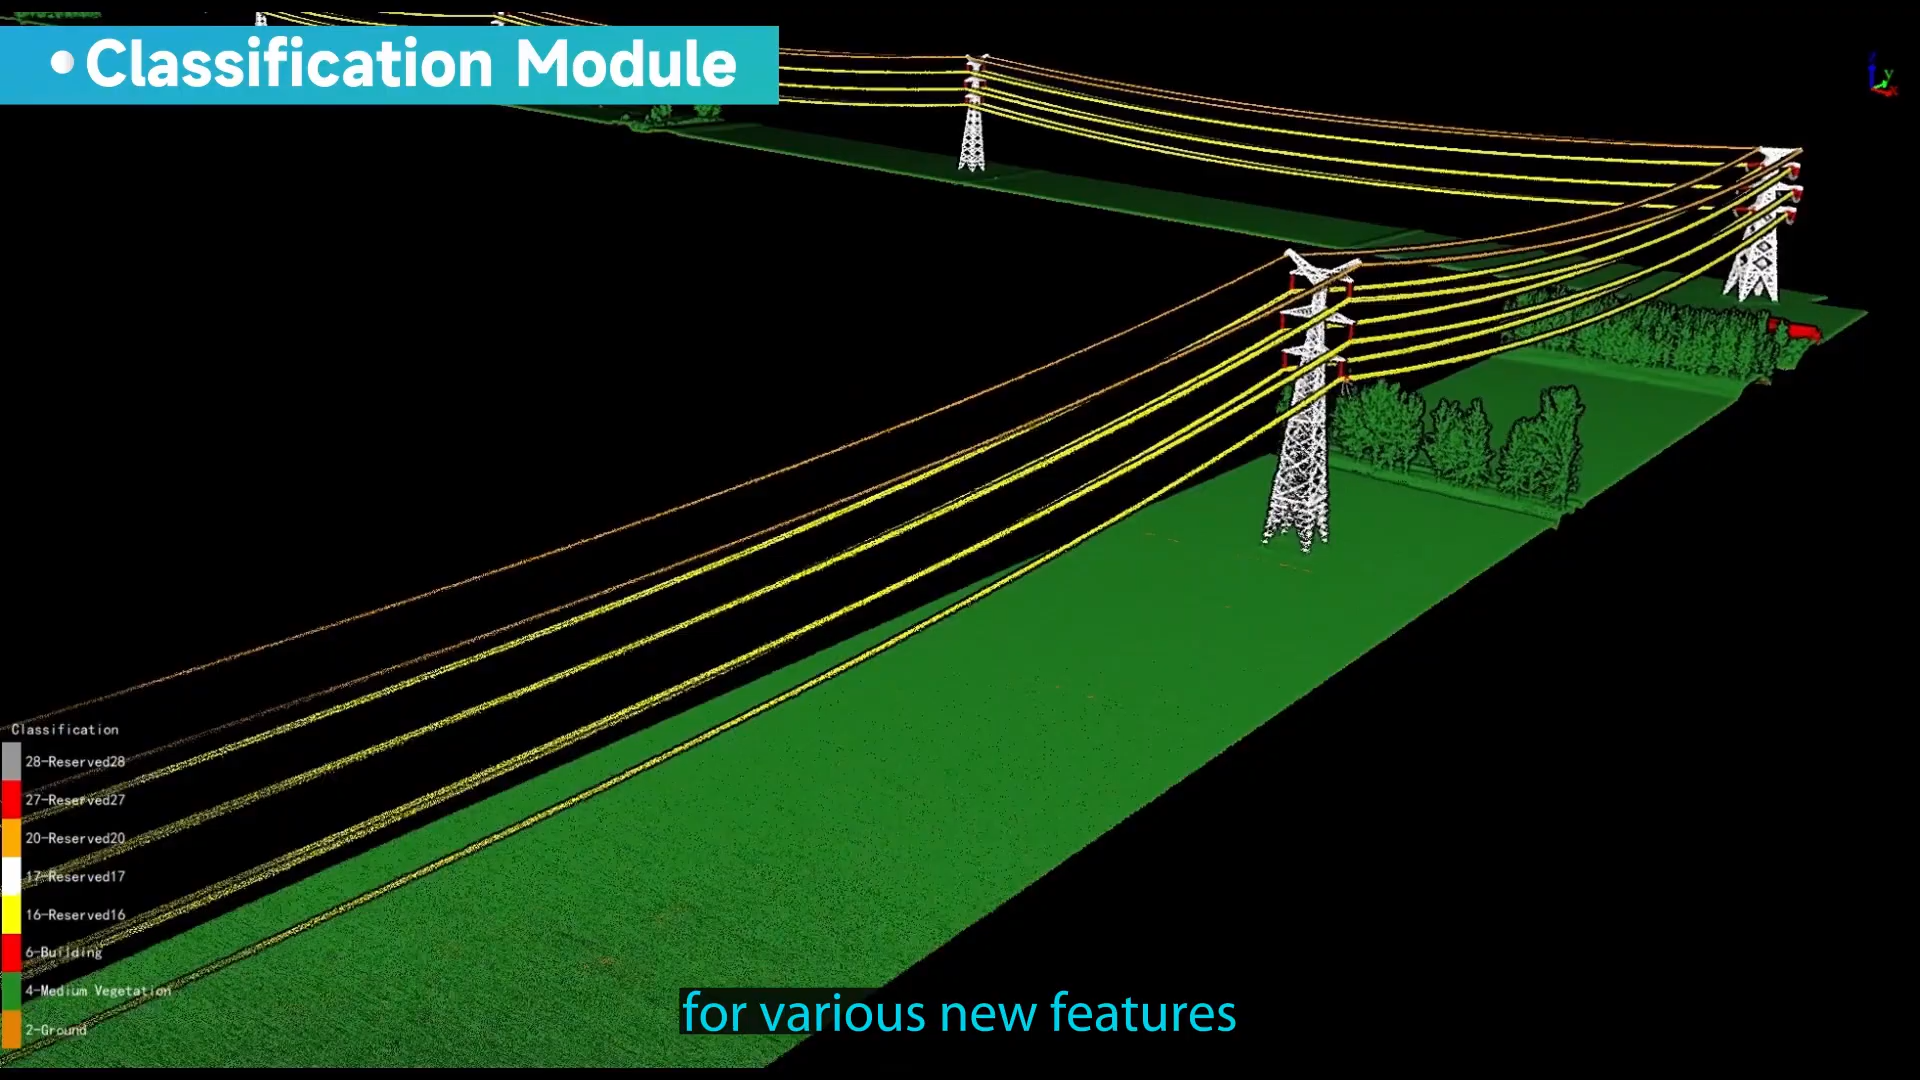 • Classification Module
Z
y
x
Classification
28-Reserved28
27-Reserved27
20-Reserved20
17-Reserved17
16-Reserved16
6-Building
4-Medium Vegetation
2-Ground
for various new features